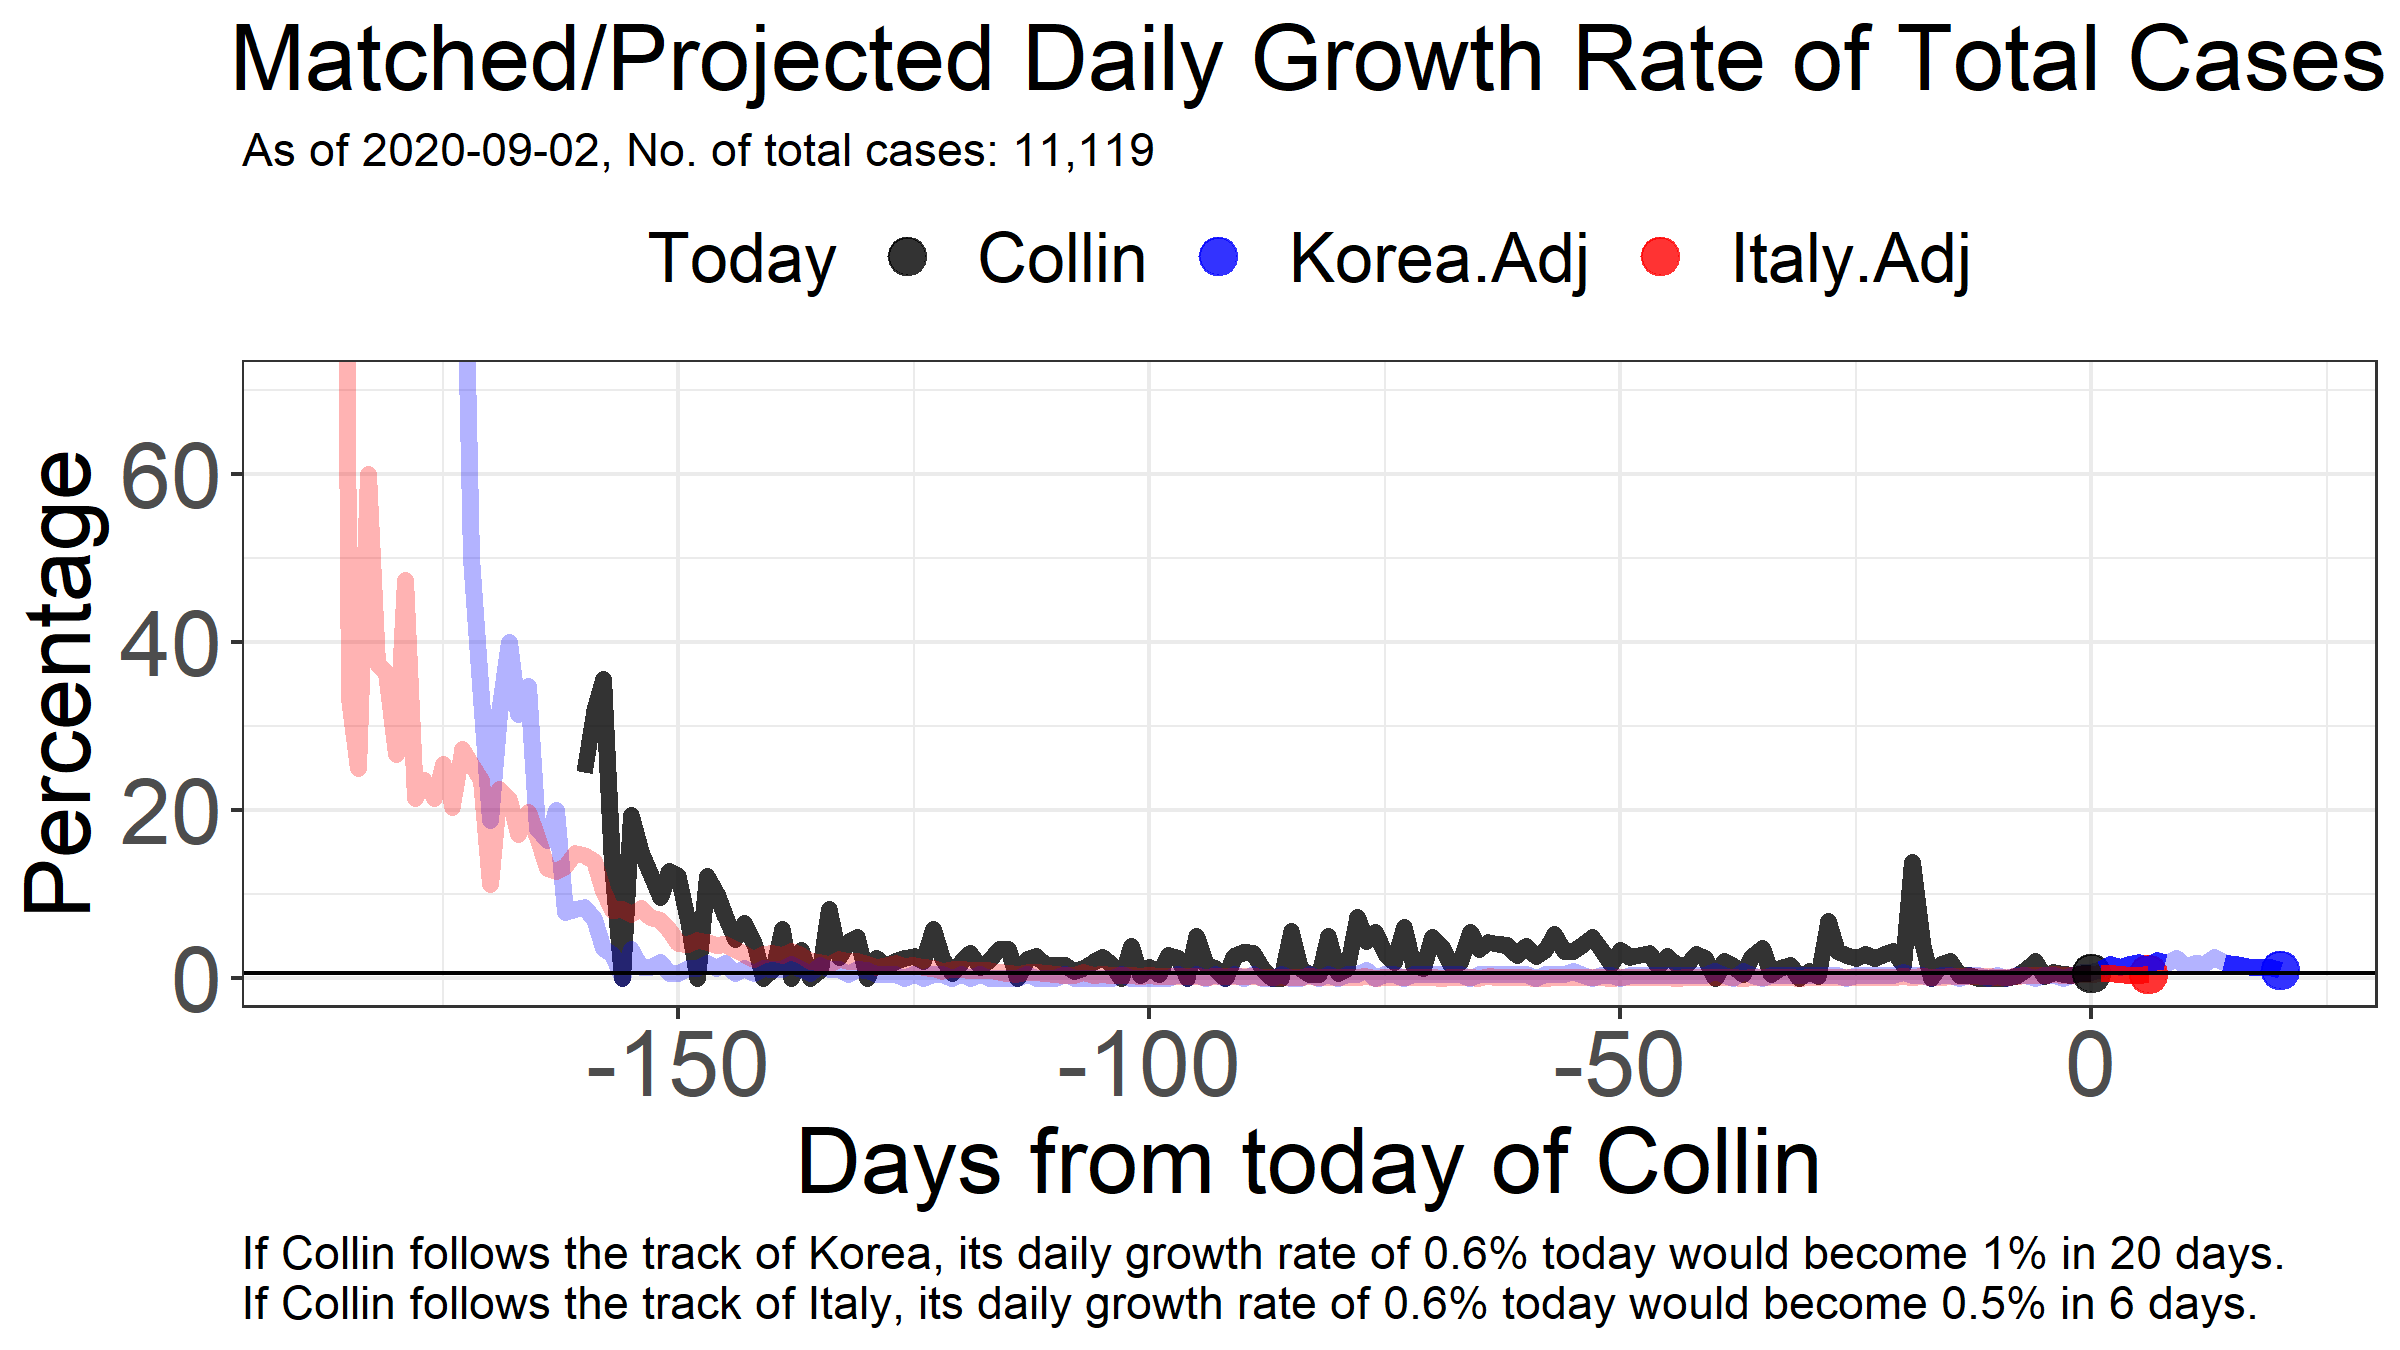 Matched/Projected Daily Growth Rate of Total Cases
As of 2020-09-02, No. of total cases: 11,119
Today Collin Korea.Adj Italy.Adj
Percentage
60
40
20
0
-150 -100 -50 0
Days from today of Collin
If Collin follows the track of Korea, its daily growth rate of 0.6% today would become 1% in 20 days.
If Collin follows the track of Italy, its daily growth rate of 0.6% today would become 0.5% in 6 days.